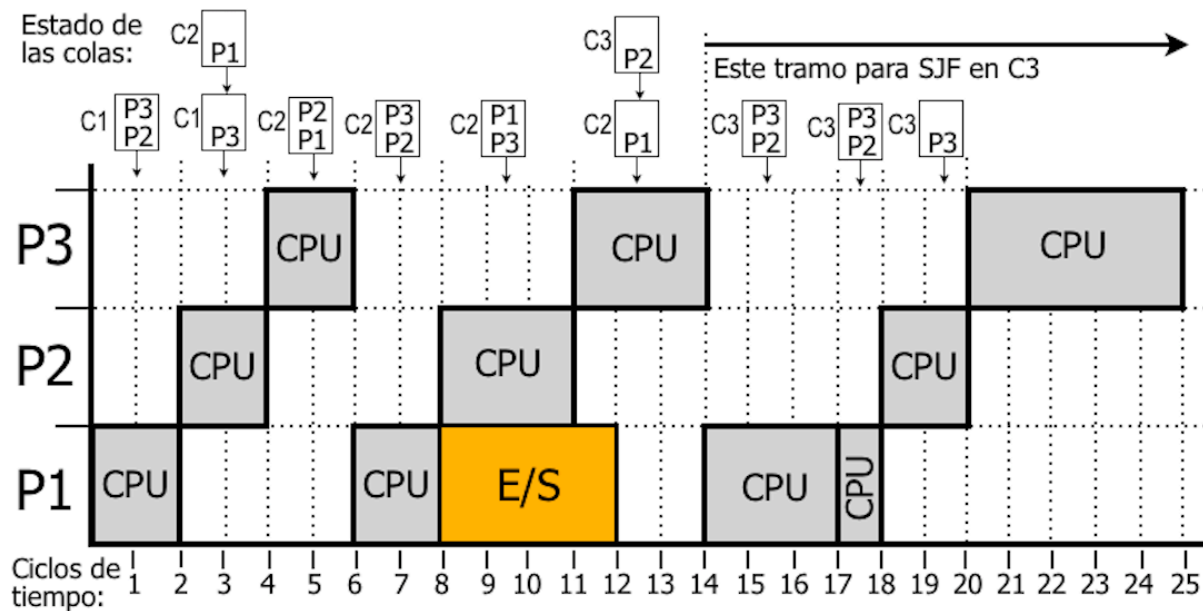 Estado de
las colas:
C2
P1
C3
P2
Este tramo para SJF en C3
C1 P3
P2
C1
P3
C2 P2
P1
C2 P3
P2
C2 P1
P3
C2
P1
C3 P3
P2
C3 P3
P2
C3
P3
P3
CPU
CPU
CPU
P2
CPU
CPU
CPU
P1
CPU
CPU
E/S
CPU
CPU
Ciclos de
tiempo:
1 2 3 4 5 6 7 8 9 10 11 12 13 14 15 16 17 18 19 20 21 22 23 24 25